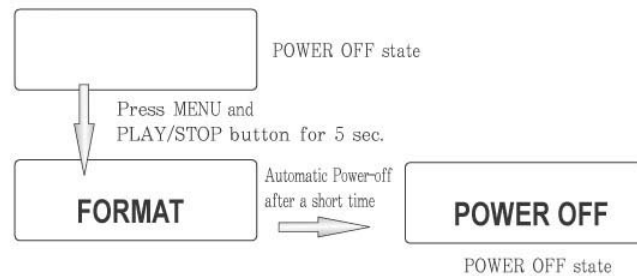 POWER OFF state
Press MENU and
PLAY/STOP button for 5 sec.
FORMAT
Automatic Power-off
after a short time
POWER OFF
POWER OFF state